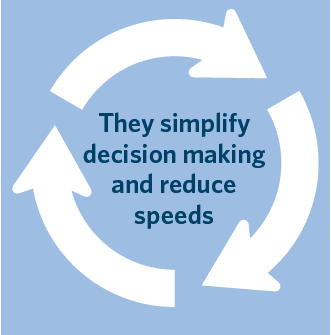 They simplify
decision making
and reduce
speeds